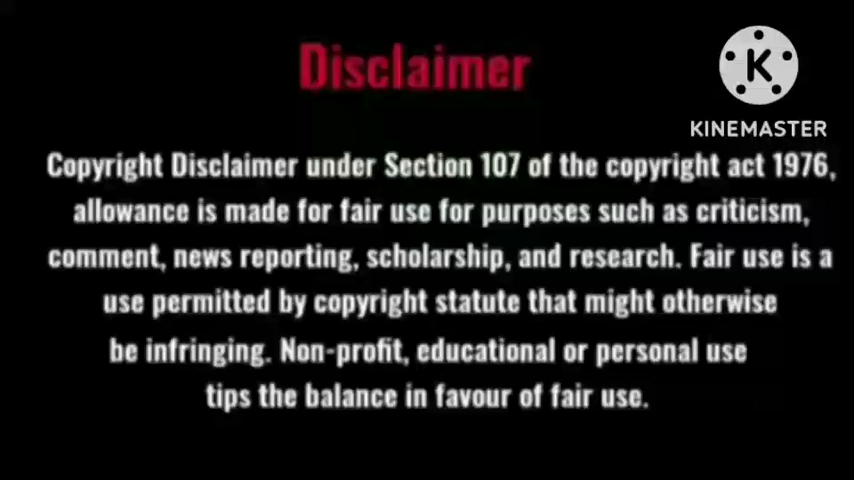 Disclaimer
K
KINEMASTER
Copyright Disclaimer under Section 107 of the copyright act 1976,
allowance is made for fair use for purposes such as criticism,
comment, news reporting, scholarship, and research. Fair use is a
use permitted by copyright statute that might otherwise
be infringing. Non-profit, educational or personal use
tips the balance in favour of fair use.